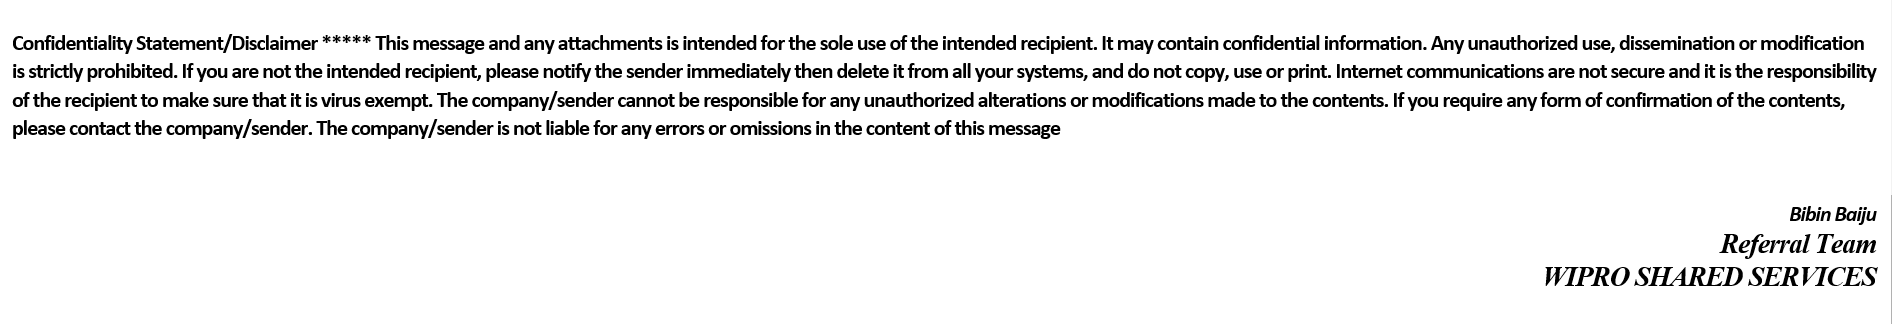 Confidentiality Statement/Disclaimer ***** This message and any attachments is intended for the sole use of the intended recipient. It may contain confidential information. Any unauthorized use, dissemination or modification
is strictly prohibited. If you are not the intended recipient, please notify the sender immediately then delete it from all your systems, and do not copy, use or print. Internet communications are not secure and it is the responsibility
of the recipient to make sure that it is virus exempt. The company/sender cannot be responsible for any unauthorized alterations or modifications made to the contents. If you require any form of confirmation of the contents,
please contact the company/sender. The company/sender is not liable for any errors or omissions in the content of this message
Bibin Baiju
Referral Team
WIPRO SHARED SERVICES